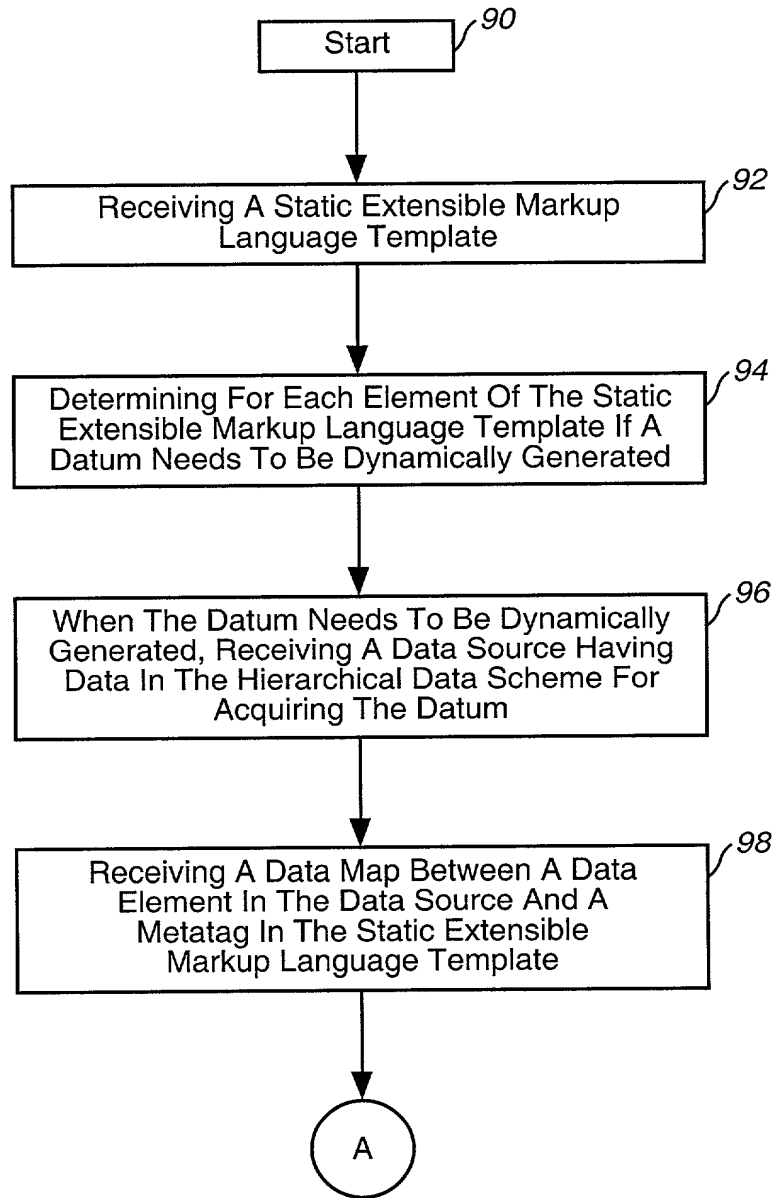 Start
90
Receiving A Static Extensible Markup
Language Template
92
Determining For Each Element Of The Static
Extensible Markup Language Template If A
Datum Needs To Be Dynamically Generated
94
When The Datum Needs To Be Dynamically
Generated, Receiving A Data Source Having
Data In The Hierarchical Data Scheme For
Acquiring The Datum
96
Receiving A Data Map Between A Data
Element In The Data Source And A
Metatag In The Static Extensible
Markup Language Template
98
A